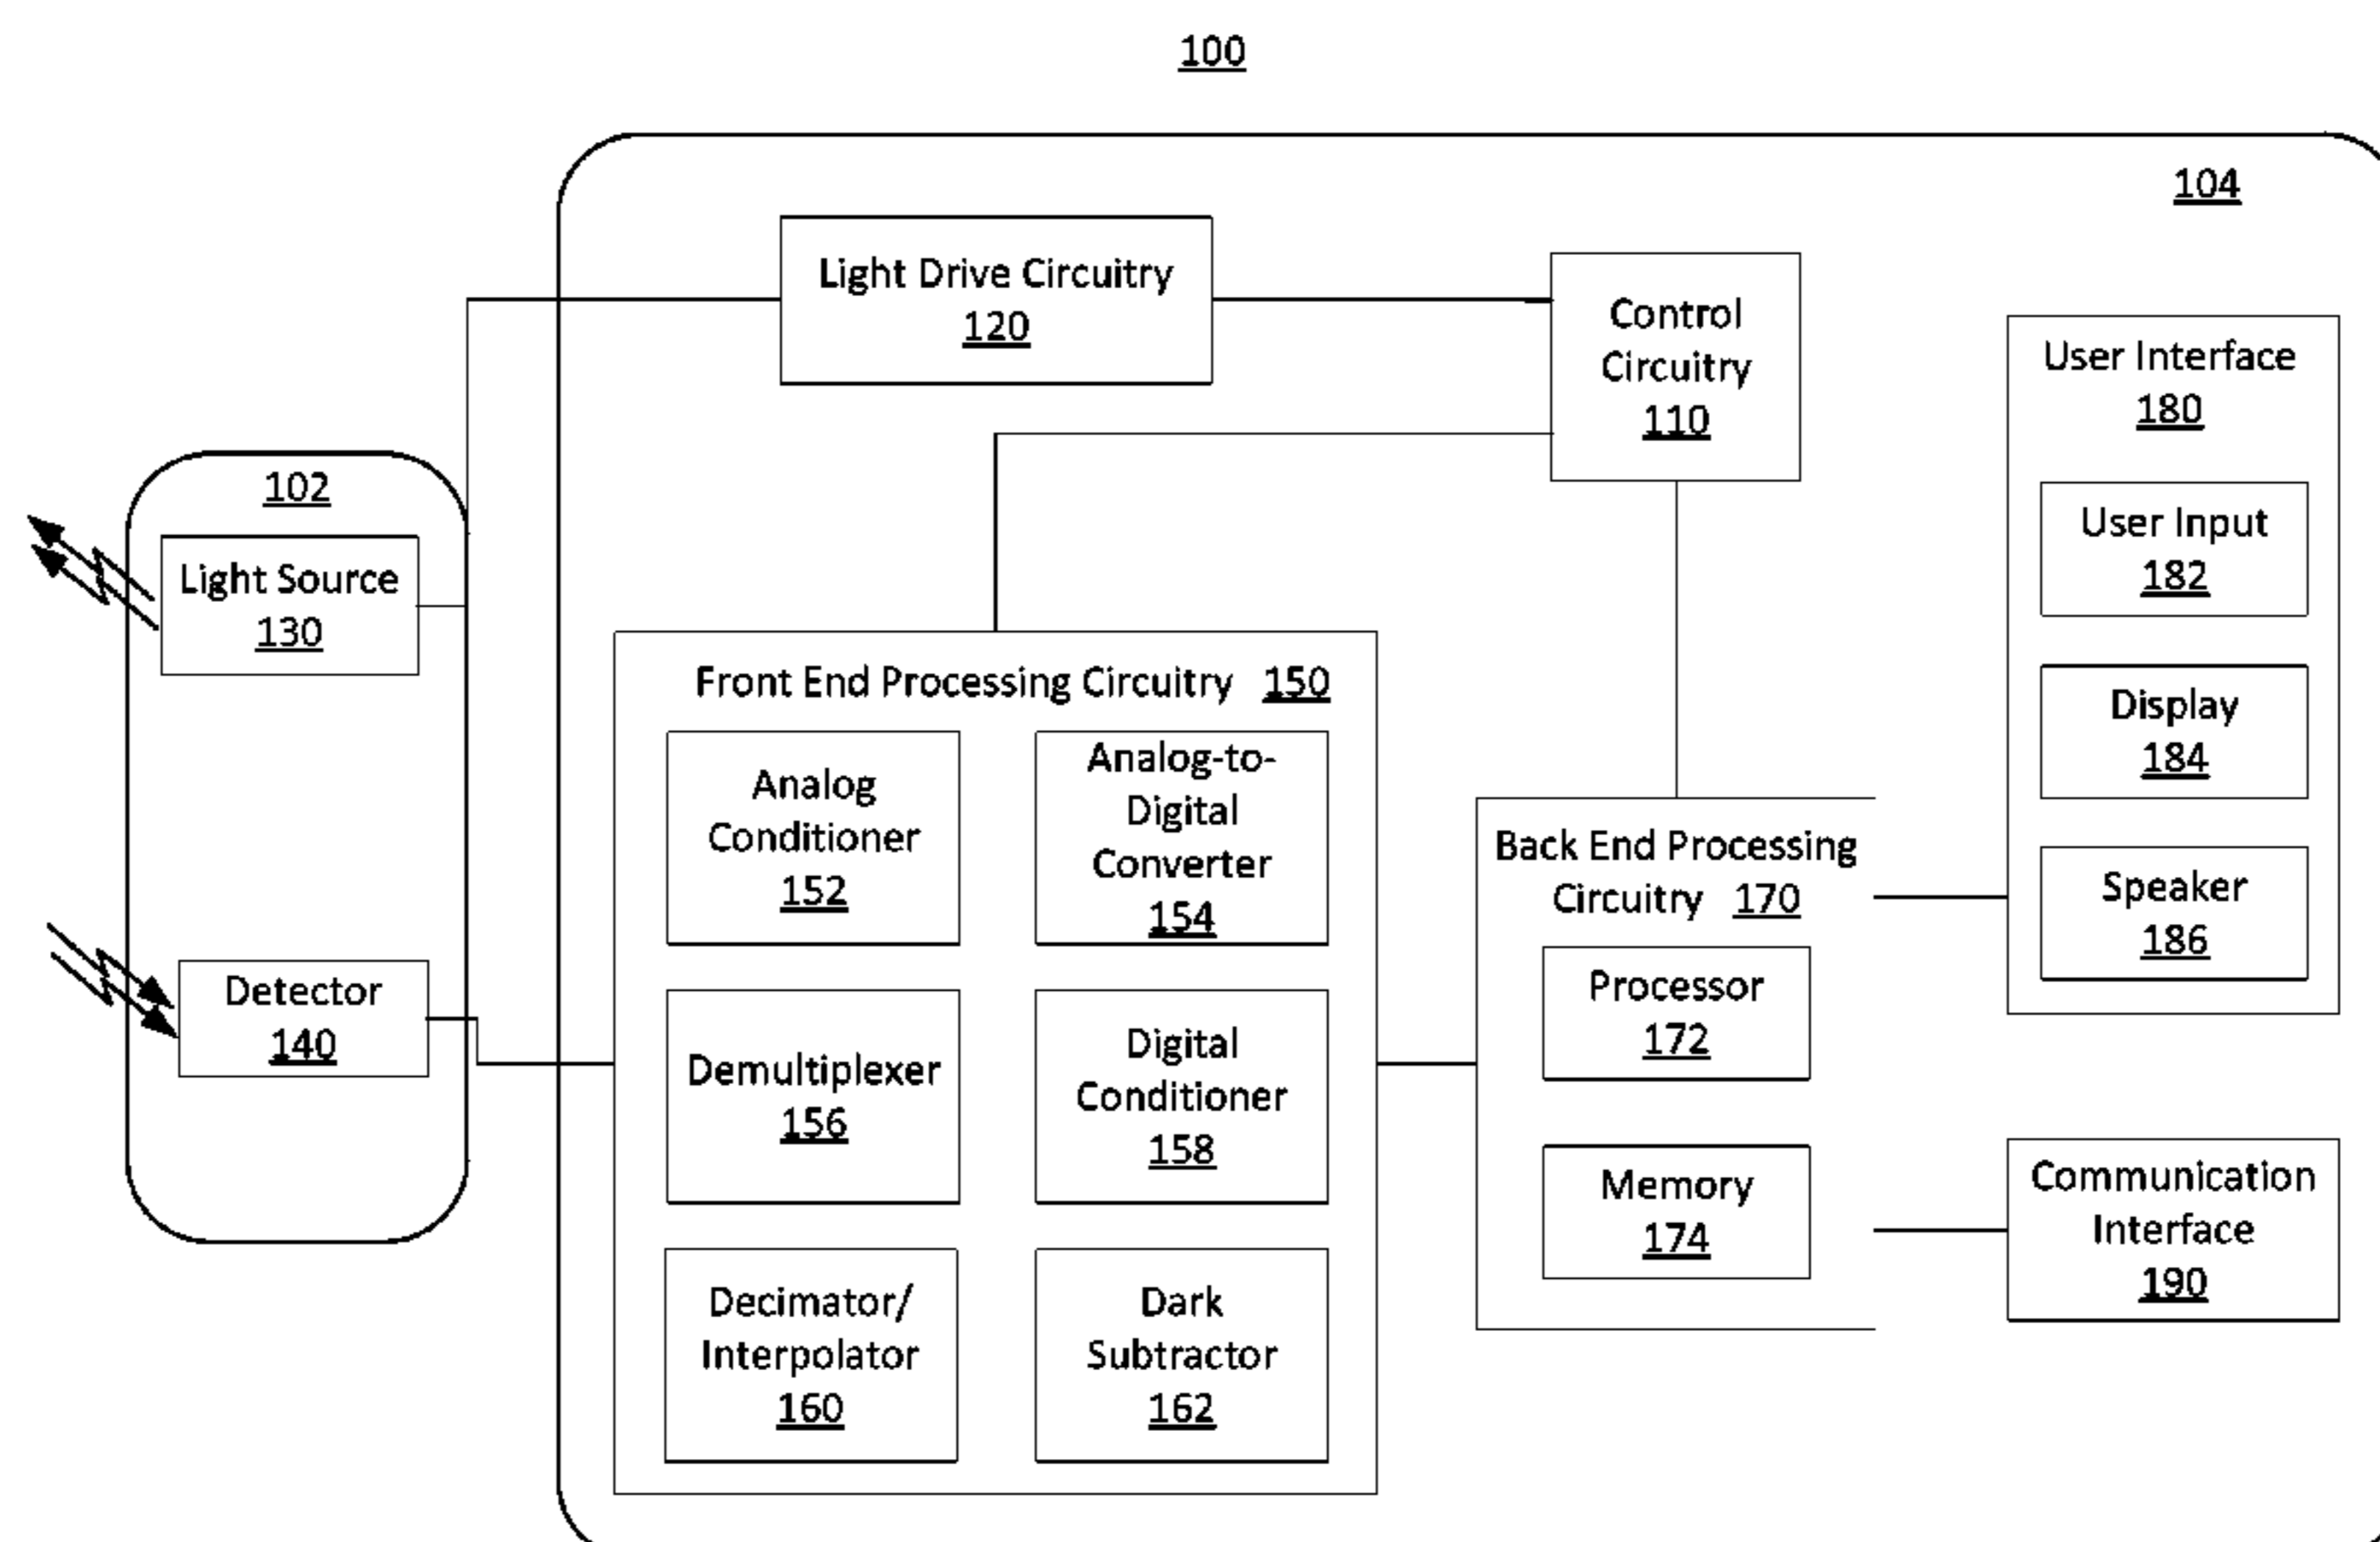 100
104
Light Drive Circuitry
120
Control
Circuitry
110
User Interface
180
User Input
182
Display
184
Speaker
186
102
Light Source
130
Detector
140
Front End Processing Circuitry 150
Analog
Conditioner
152
Analog-to-
Digital
Converter
154
Demultiplexer
156
Digital
Conditioner
158
Decimator/
Interpolator
160
Dark
Subtractor
162
Back End Processing
Circuitry 170
Processor
172
Memory
174
Communication
Interface
190